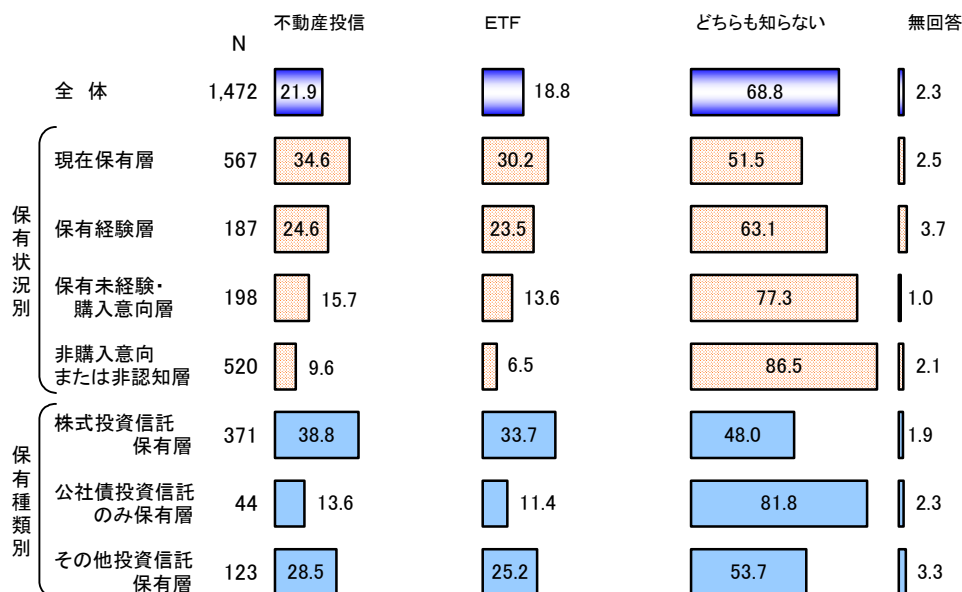 不動産投信 ETF どちらも知らない 無回答
N
全 体 1,472 21.9 18.8 68.8 2.3
保有状況別
現在保有層 567 34.6 30.2 51.5 2.5
保有経験層 187 24.6 23.5 63.1 3.7
保有未経験・
購入意向層 198 15.7 13.6 77.3 1.0
非購入意向
または非認知層 520 9.6 6.5 86.5 2.1
保有種類別
株式投資信託
保有層 371 38.8 33.7 48.0 1.9
公社債投資信託
のみ保有層 44 13.6 11.4 81.8 2.3
その他投資信託
保有層 123 28.5 25.2 53.7 3.3